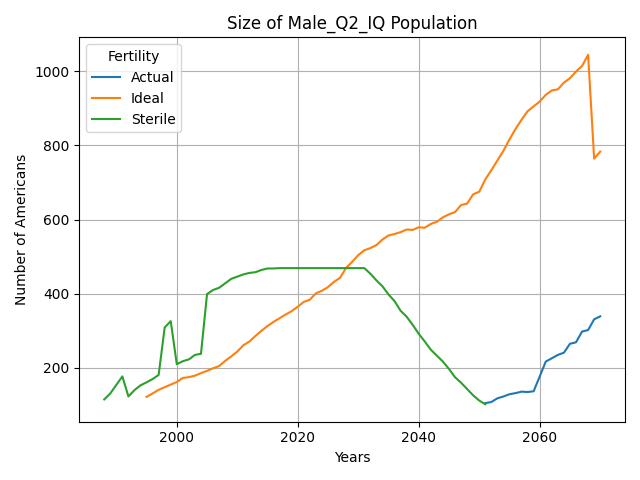 Size of Male_Q2_IQ Population
Fertility
Actual
Ideal
Sterile
Number of Americans
1000
800
600
400
200
2000
2020
2040
2060
Years